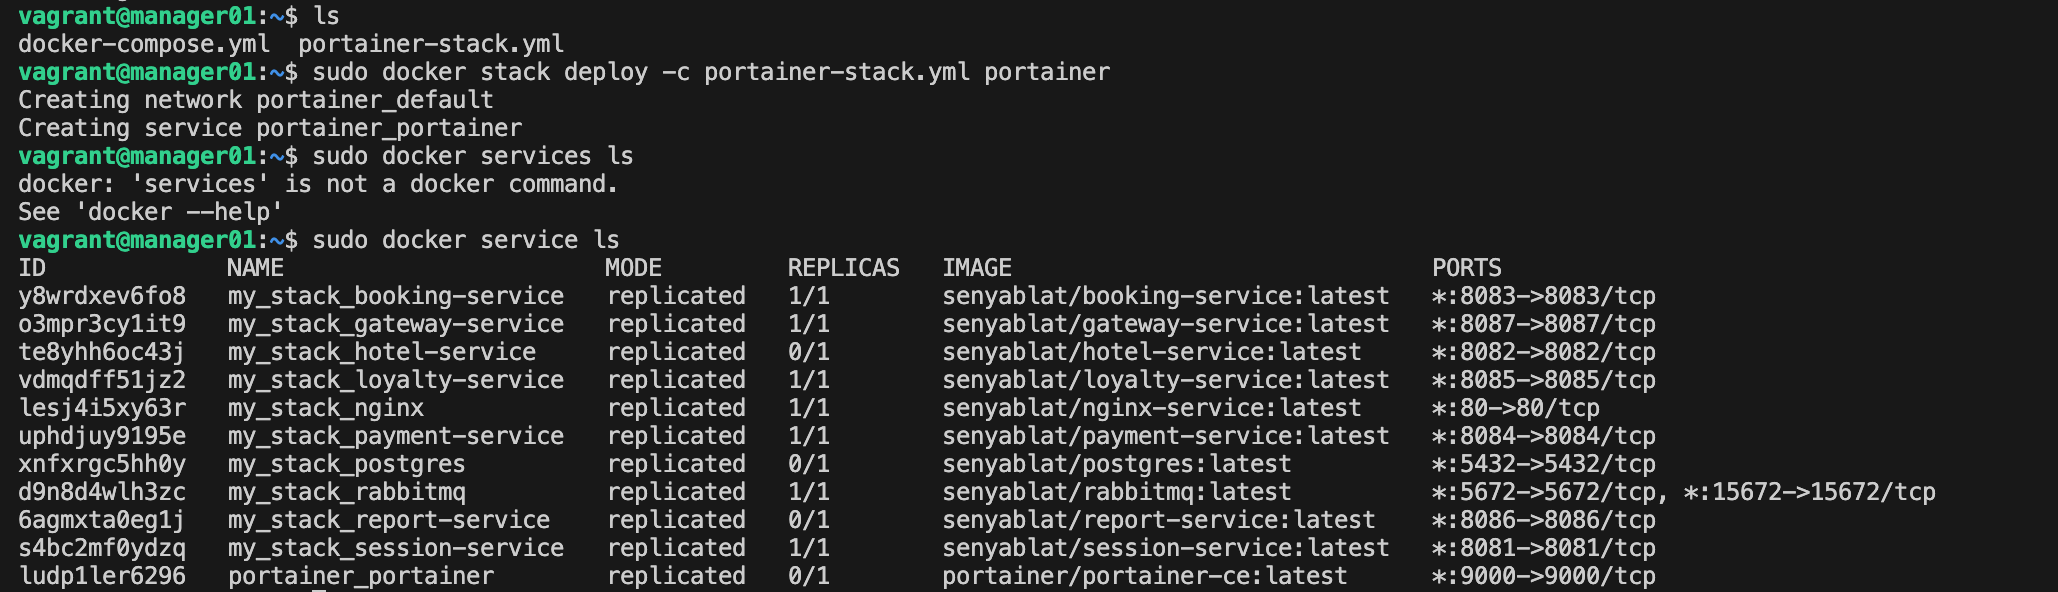 vagrant@manager01:~$ ls
docker-compose.yml  portainer-stack.yml
vagrant@manager01:~$ sudo docker stack deploy -c portainer-stack.yml portainer
Creating network portainer_default
Creating service portainer_portainer
vagrant@manager01:~$ sudo docker services ls
docker: 'services' is not a docker command.
See 'docker --help'
vagrant@manager01:~$ sudo docker service ls
ID             NAME                       MODE         REPLICAS   IMAGE                              PORTS
y8wrdxev6fo8   my_stack_booking-service   replicated   1/1        senyablat/booking-service:latest   *:8083->8083/tcp
o3mpr3cy1it9   my_stack_gateway-service   replicated   1/1        senyablat/gateway-service:latest   *:8087->8087/tcp
te8yhh6oc43j   my_stack_hotel-service     replicated   0/1        senyablat/hotel-service:latest     *:8082->8082/tcp
vdmqdff51jz2   my_stack_loyalty-service   replicated   1/1        senyablat/loyalty-service:latest   *:8085->8085/tcp
lesj4i5xy63r   my_stack_nginx             replicated   1/1        senyablat/nginx-service:latest     *:80->80/tcp
uphdjuy9195e   my_stack_payment-service   replicated   1/1        senyablat/payment-service:latest   *:8084->8084/tcp
xnfxrgc5hh0y   my_stack_postgres          replicated   0/1        senyablat/postgres:latest          *:5432->5432/tcp
d9n8d4wlh3zc   my_stack_rabbitmq          replicated   1/1        senyablat/rabbitmq:latest          *:5672->5672/tcp, *:15672->15672/tcp
6agmxta0eg1j   my_stack_report-service    replicated   0/1        senyablat/report-service:latest    *:8086->8086/tcp
s4bc2mf0ydzq   my_stack_session-service   replicated   1/1        senyablat/session-service:latest   *:8081->8081/tcp
ludp1ler6296   portainer_portainer        replicated   0/1        portainer/portainer-ce:latest      *:9000->9000/tcp